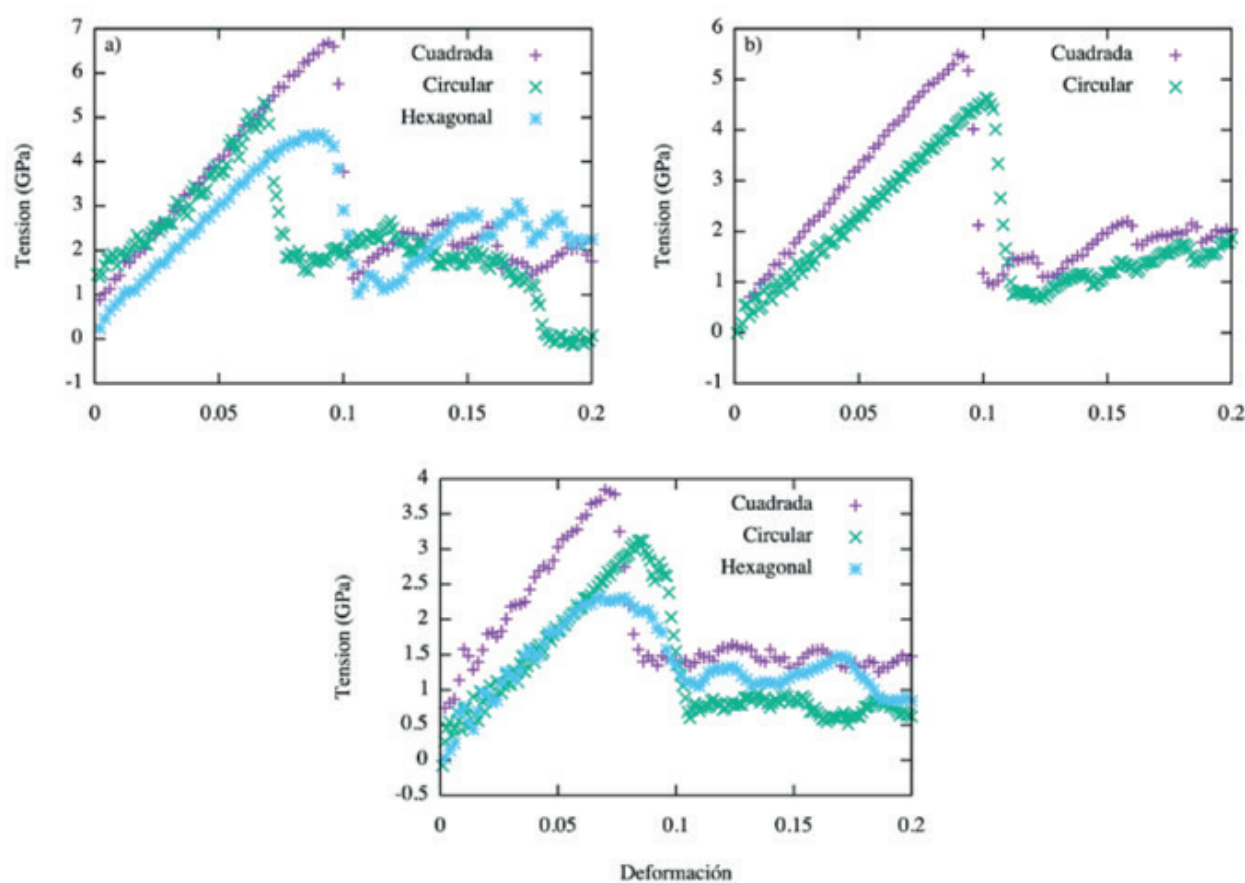 a)
Cuadrada
Circular
Hexagonal
Tension (GPa)
7
6
5
4
3
2
1
0
-1
0 0.05 0.1 0.15 0.2
b)
Cuadrada
Circular
Tension (GPa)
6
5
4
3
2
1
0
-1
0 0.05 0.1 0.15 0.2
Cuadrada
Circular
Hexagonal
Tension (GPa)
4
3.5
3
2.5
2
1.5
1
0.5
0
-0.5
0 0.05 0.1 0.15 0.2
Deformación